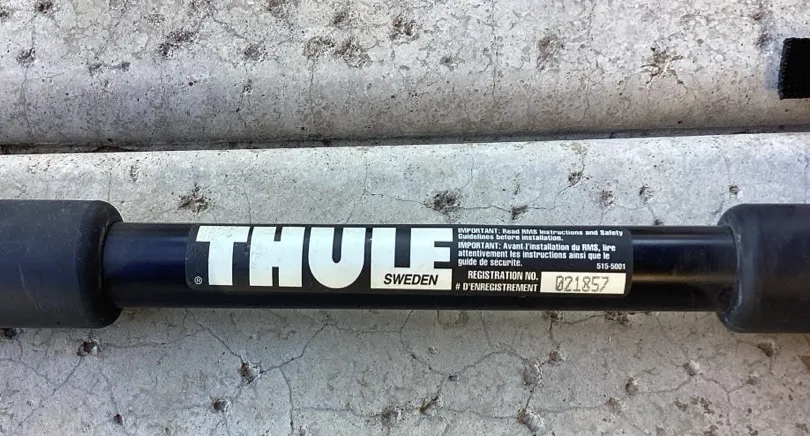 THULE
®
SWEDEN
IMPORTANT: Read RMS Instructions and Safety
Guidelines before installation.
IMPORTANT: Avant l'installation du RMS, lire
attentivement les instructions ainsi que le
guide de securite.
515-5001
REGISTRATION NO.
# D'ENREGISTREMENT
021857